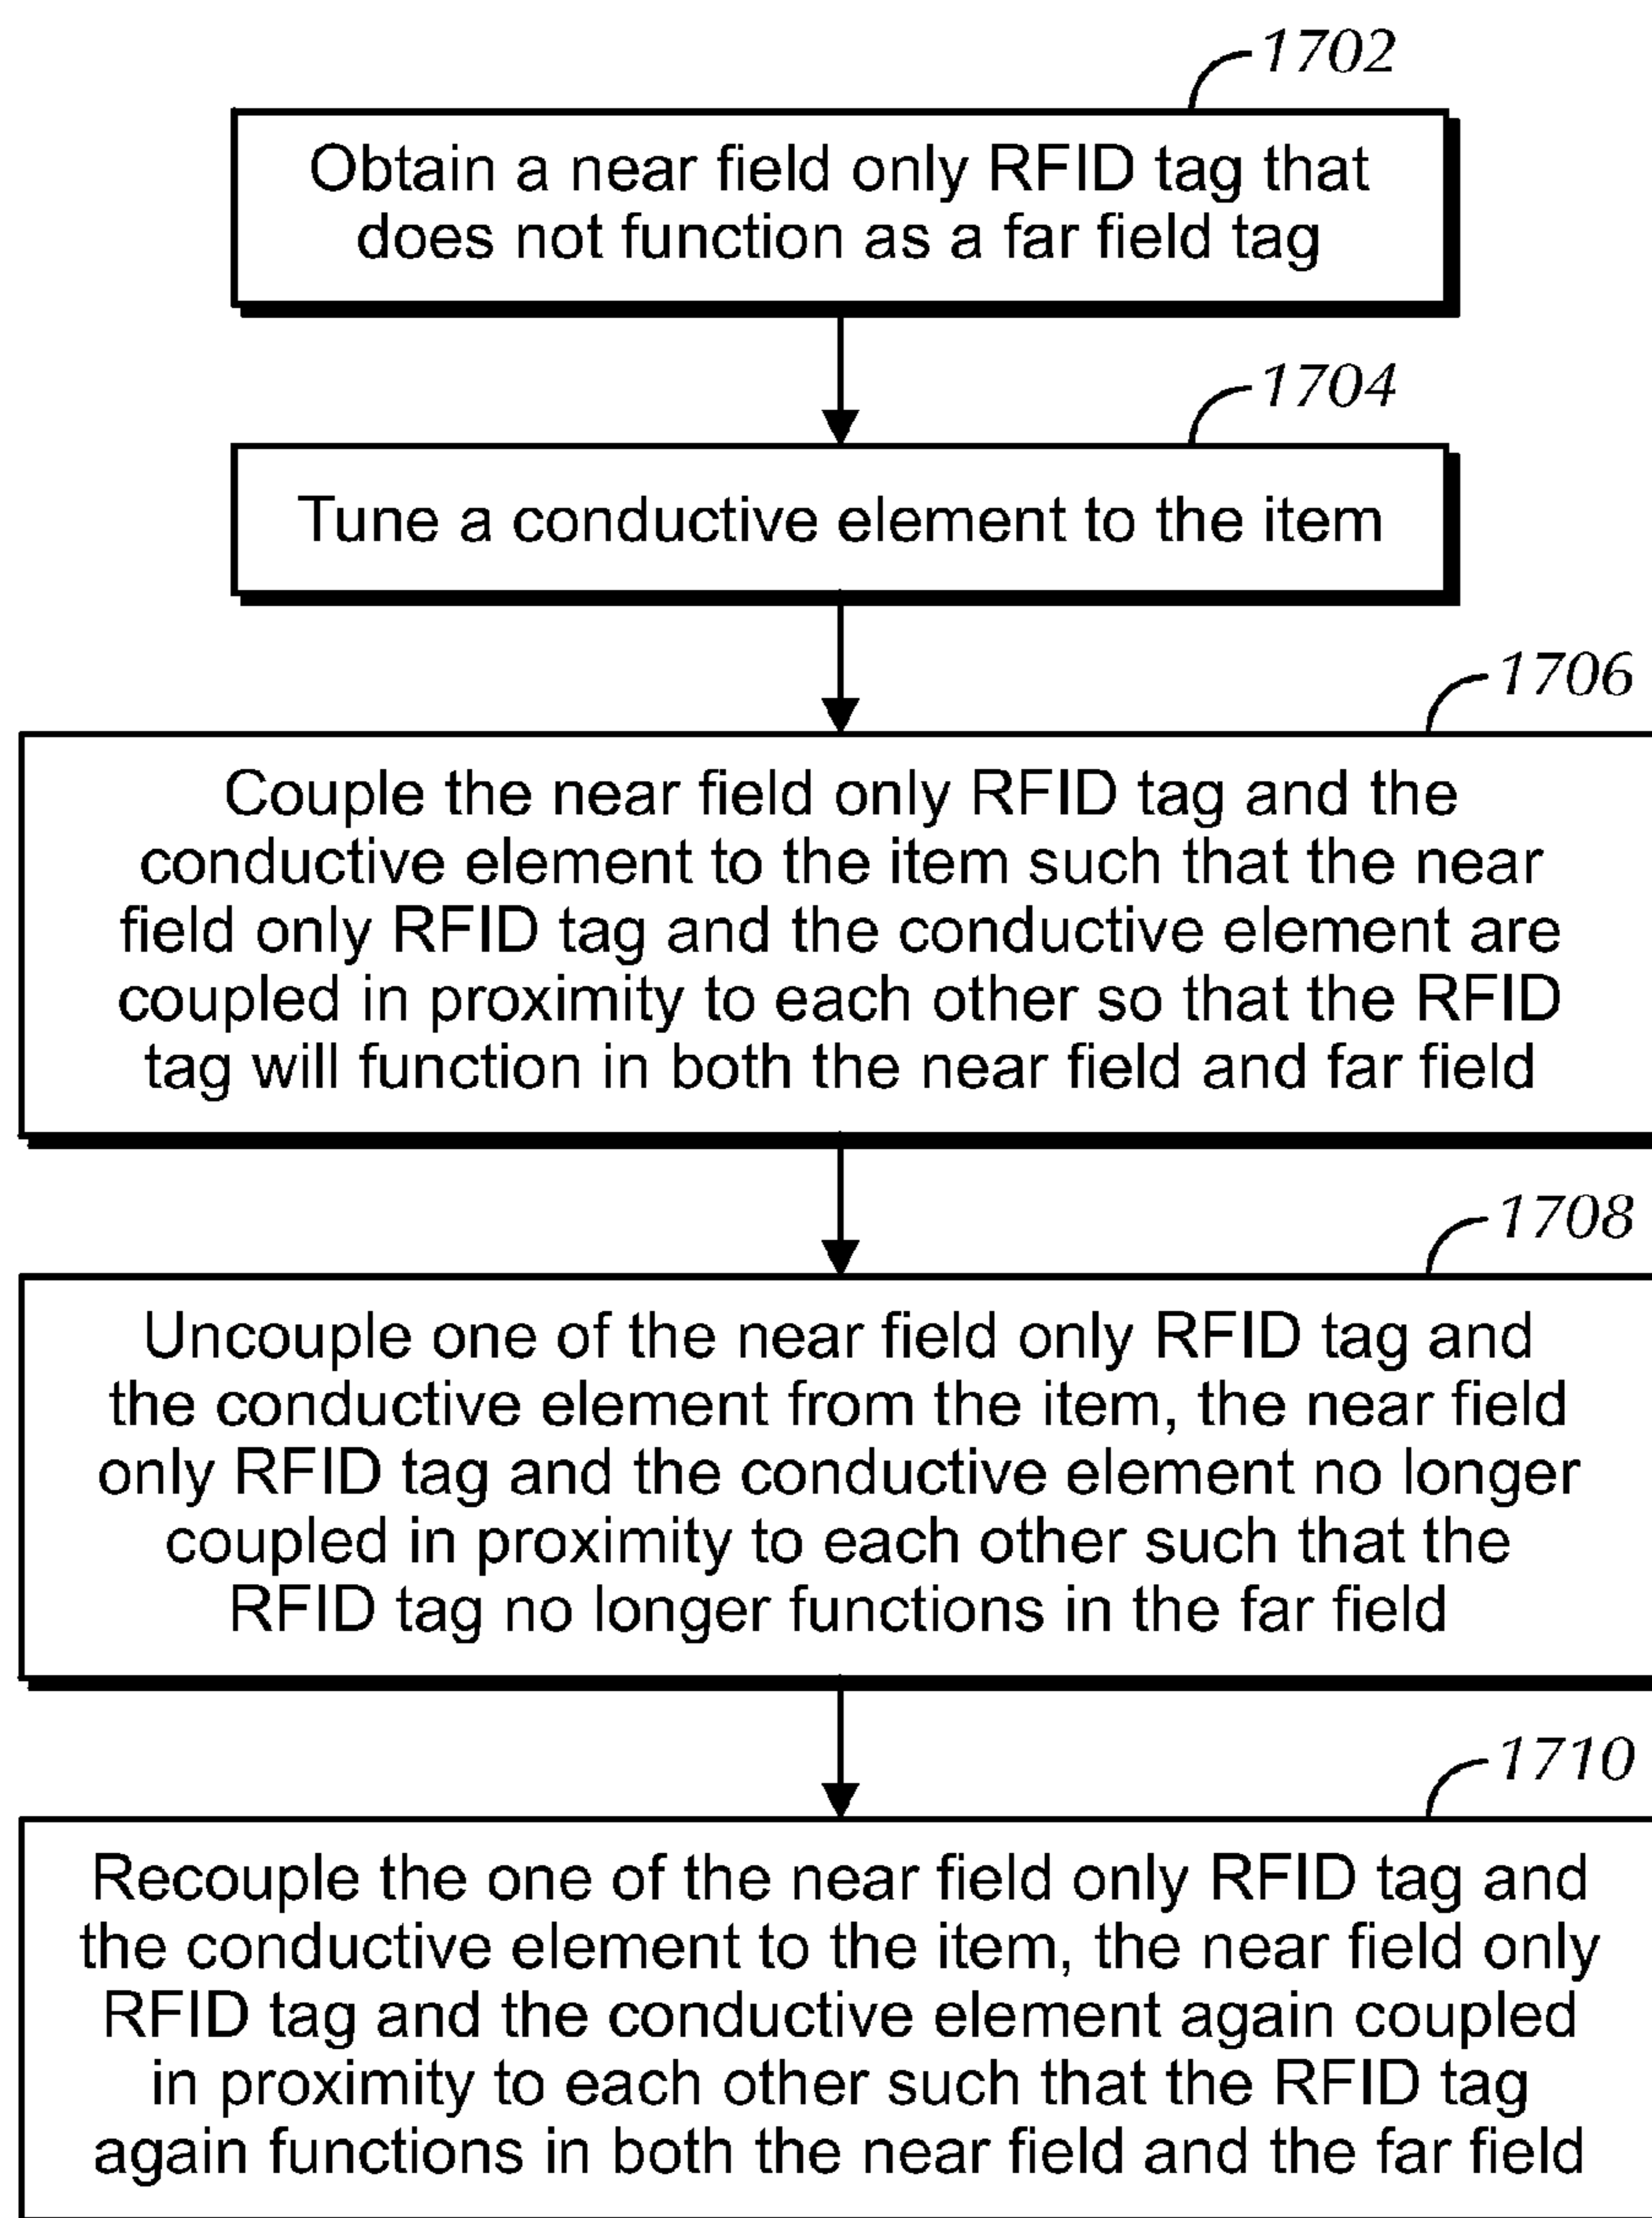 1702
Obtain a near field only RFID tag that
does not function as a far field tag
1704
Tune a conductive element to the item
1706
Couple the near field only RFID tag and the
conductive element to the item such that the near
field only RFID tag and the conductive element are
coupled in proximity to each other so that the RFID
tag will function in both the near field and far field
1708
Uncouple one of the near field only RFID tag and
the conductive element from the item, the near field
only RFID tag and the conductive element no longer
coupled in proximity to each other such that the
RFID tag no longer functions in the far field
1710
Recouple the one of the near field only RFID tag and
the conductive element to the item, the near field only
RFID tag and the conductive element again coupled
in proximity to each other such that the RFID tag
again functions in both the near field and the far field